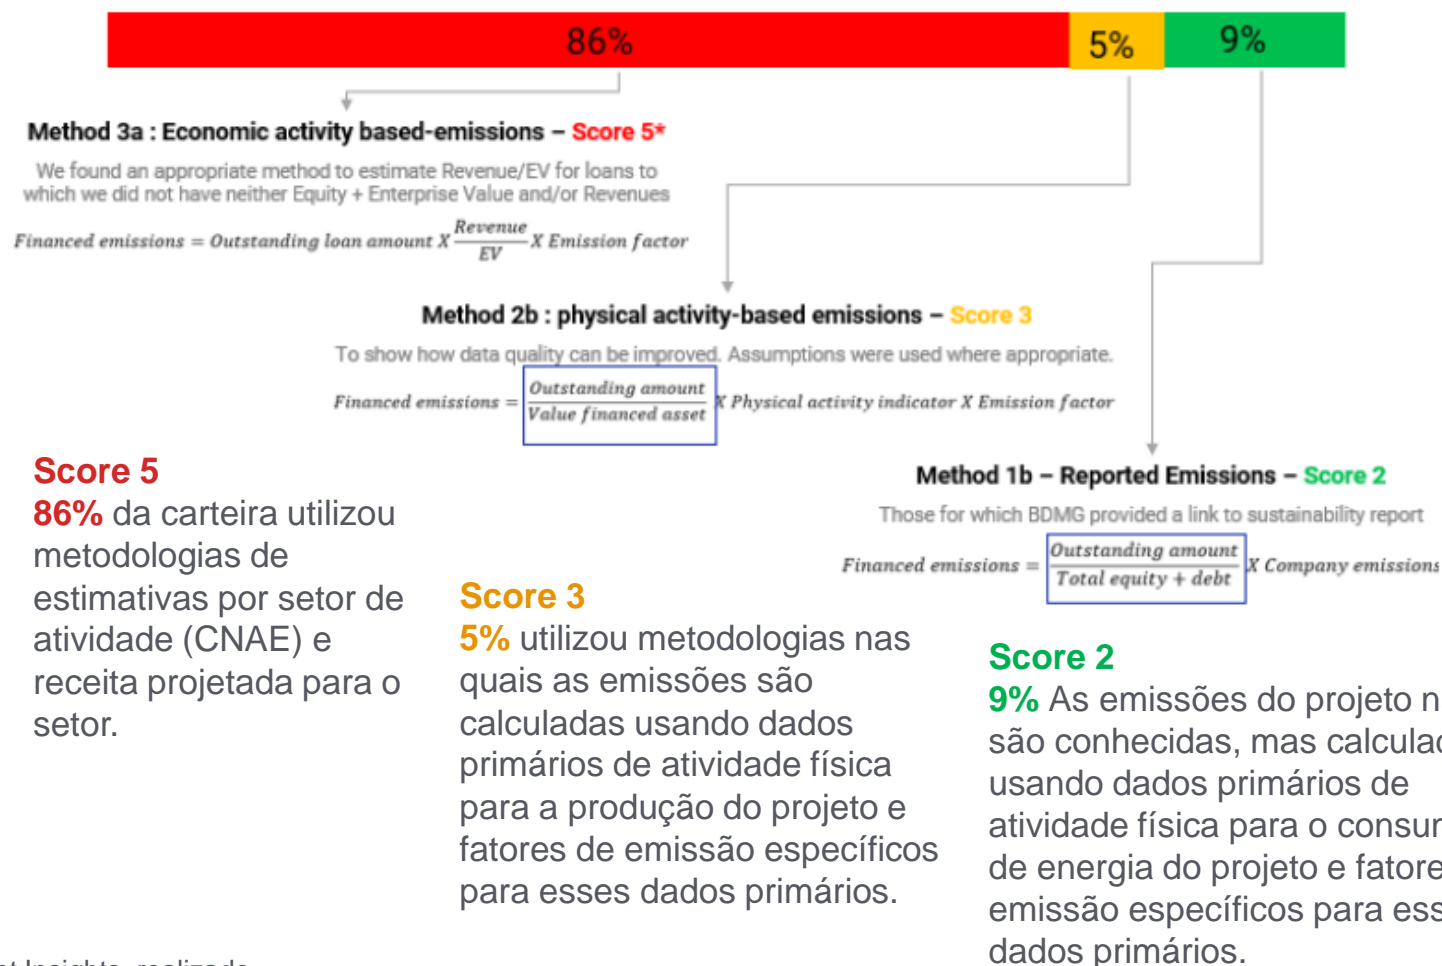 86%
5%
9%
Method 3a : Economic activity based-emissions – Score 5*
We found an appropriate method to estimate Revenue/EV for loans to
which we did not have neither Equity + Enterprise Value and/or Revenues
Financed emissions = Outstanding loan amount X Revenue/EV X Emission factor
Method 2b : physical activity-based emissions – Score 3
To show how data quality can be improved. Assumptions were used where appropriate.
Financed emissions = Outstanding amount/Value financed asset X Physical activity indicator X Emission factor
Method 1b – Reported Emissions – Score 2
Those for which BDMG provided a link to sustainability report
Financed emissions = Outstanding amount/Total equity + debt X Company emissions
Score 5
86% da carteira utilizou
metodologias de
estimativas por setor de
atividade (CNAE) e
receita projetada para o
setor.
Score 3
5% utilizou metodologias nas
quais as emissões são
calculadas usando dados
primários de atividade física
para a produção do projeto e
fatores de emissão específicos
para esses dados primários.
Score 2
9% As emissões do projeto
são conhecidas, mas
usando dados primários de
atividade física para o
de energia do projeto e
emissão específicos para
dados primários.
Insights, realizado